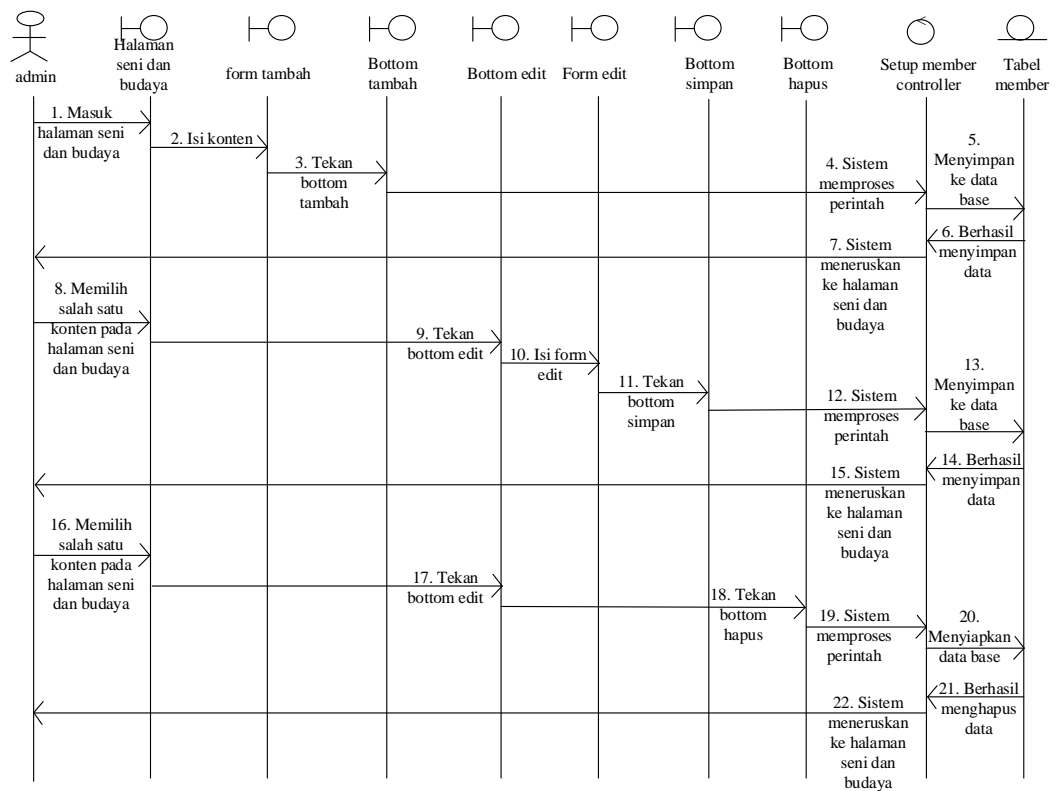 admin
Halaman
seni dan
budaya
form tambah
Bottom
tambah
Bottom edit
Form edit
Bottom
simpan
Bottom
hapus
Setup member
controller
Tabel
member
1. Masuk
halaman seni
dan budaya
2. Isi konten
3. Tekan
bottom
tambah
4. Sistem
memproses
perintah
5.
Menyimpan
ke data
base
6. Berhasil
menyimpan
data
7. Sistem
meneruskan
ke halaman
seni dan
budaya
8. Memilih
salah satu
konten pada
halaman seni
dan budaya
9. Tekan
bottom edit
10. Isi form
edit
11. Tekan
bottom
simpan
12. Sistem
memproses
perintah
13.
Menyimpan
ke data
base
14. Berhasil
menyimpan
data
15. Sistem
meneruskan
ke halaman
seni dan
budaya
16. Memilih
salah satu
konten pada
halaman seni
dan budaya
17. Tekan
bottom edit
18. Tekan
bottom
hapus
19. Sistem
memproses
perintah
20.
Menyiapkan
data base
21. Berhasil
menghapus
data
22. Sistem
meneruskan
ke halaman
seni dan
budaya